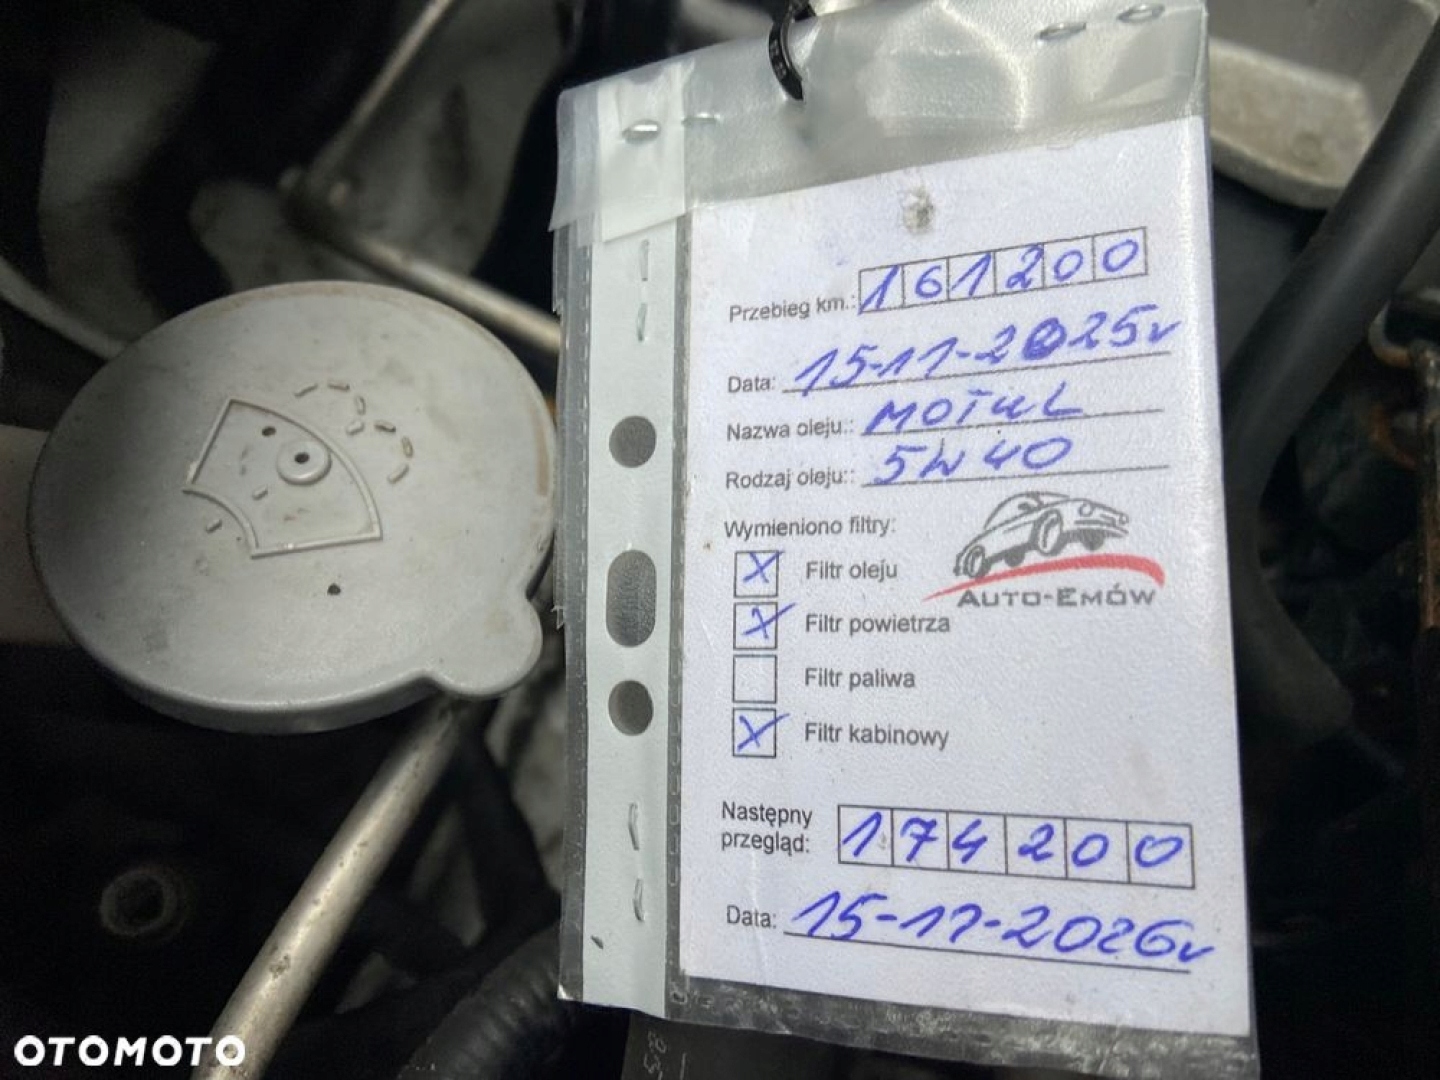 Przebieg km.: 161200
Data: 15-11-2025r
Nazwa oleju:: MOTUL
Rodzaj oleju:: 5W40
Wymieniono filtry:
X Filtr oleju
X Filtr powietrza
Filtr paliwa
X Filtr kabinowy
AUTO-EMÓW
Następny
przegląd: 174200
Data: 15-11-2026r
OTOMOTO